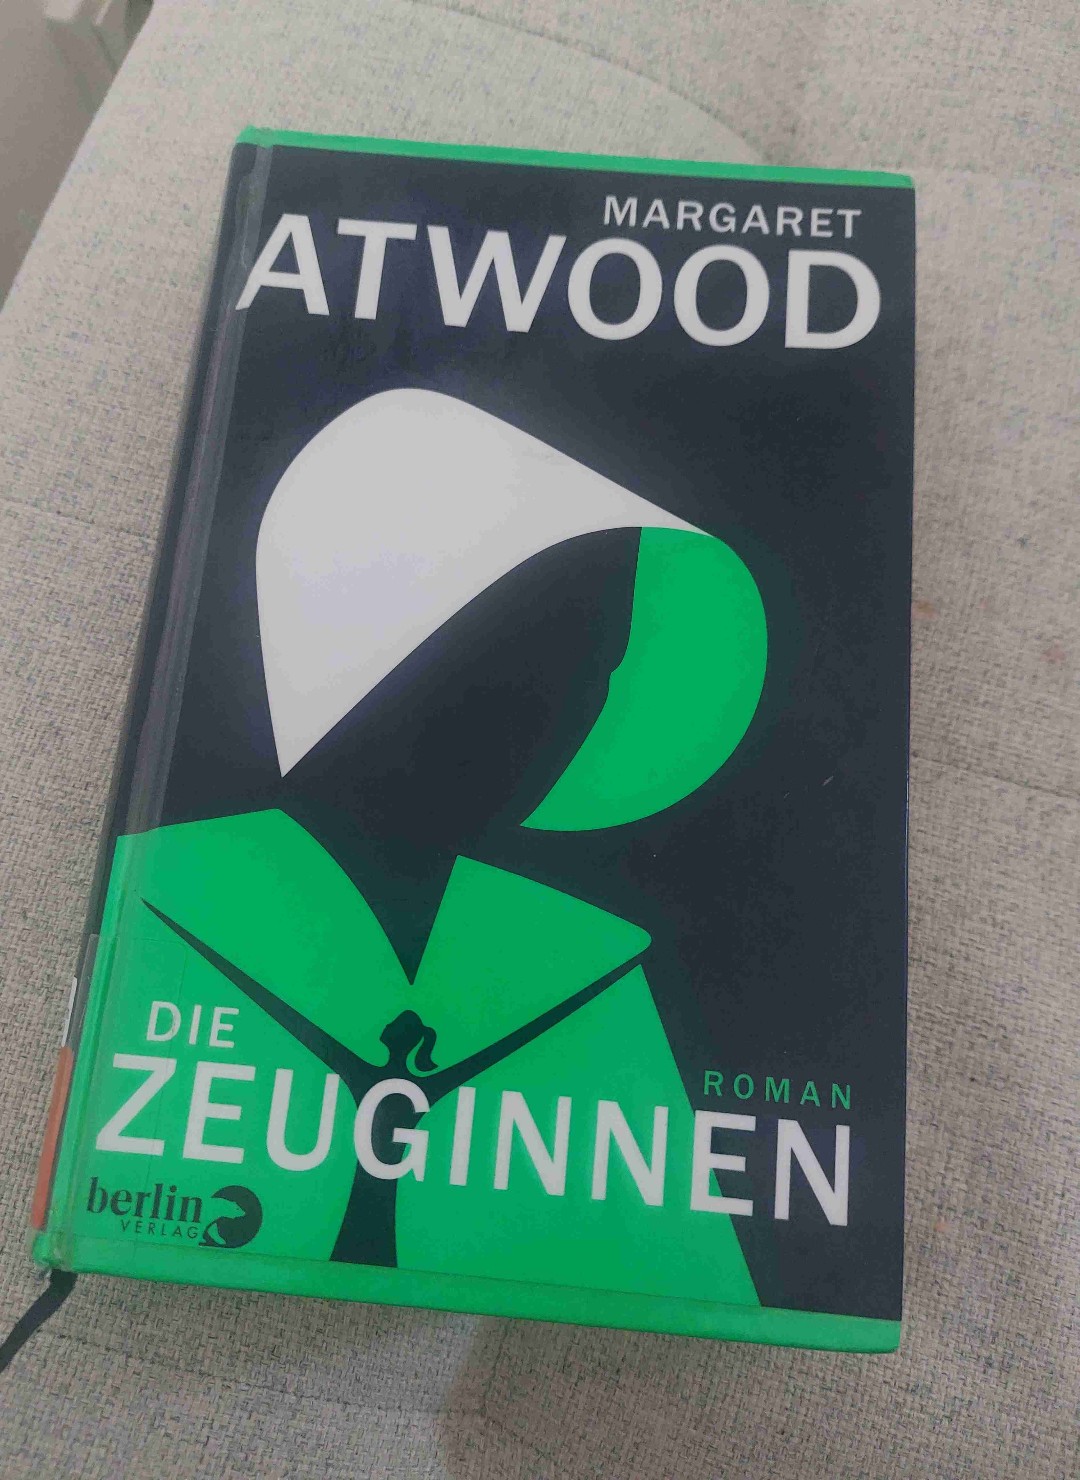 MARGARET
ATWOOD
DIE
ZEUGINNEN
ROMAN
berlin
VERLAG